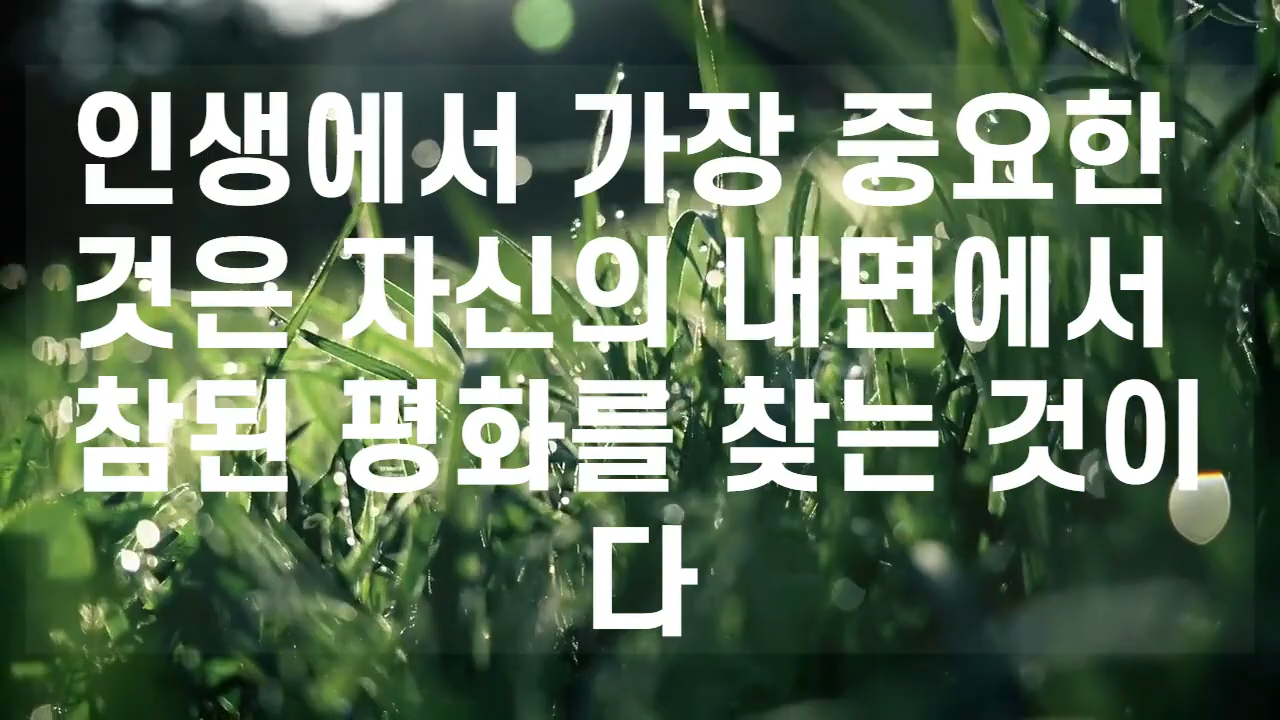 인생에서 가장 중요한
것은 자신의 내면에서
참된 평화를 찾는 것이
다